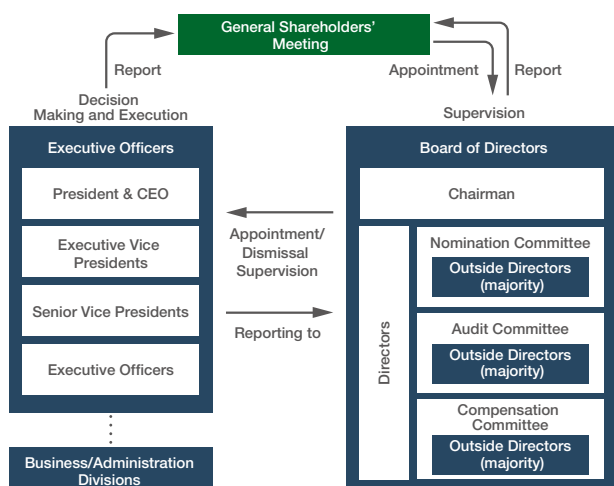 General Shareholders'
Meeting
Report
Appointment
Report
Decision
Making and Execution
Supervision
Executive Officers
President & CEO
Executive Vice
Presidents
Senior Vice Presidents
Executive Officers
Business/Administration
Divisions
Appointment/
Dismissal
Supervision
Reporting to
Board of Directors
Chairman
Directors
Nomination Committee
Outside Directors
(majority)
Audit Committee
Outside Directors
(majority)
Compensation
Committee
Outside Directors
(majority)